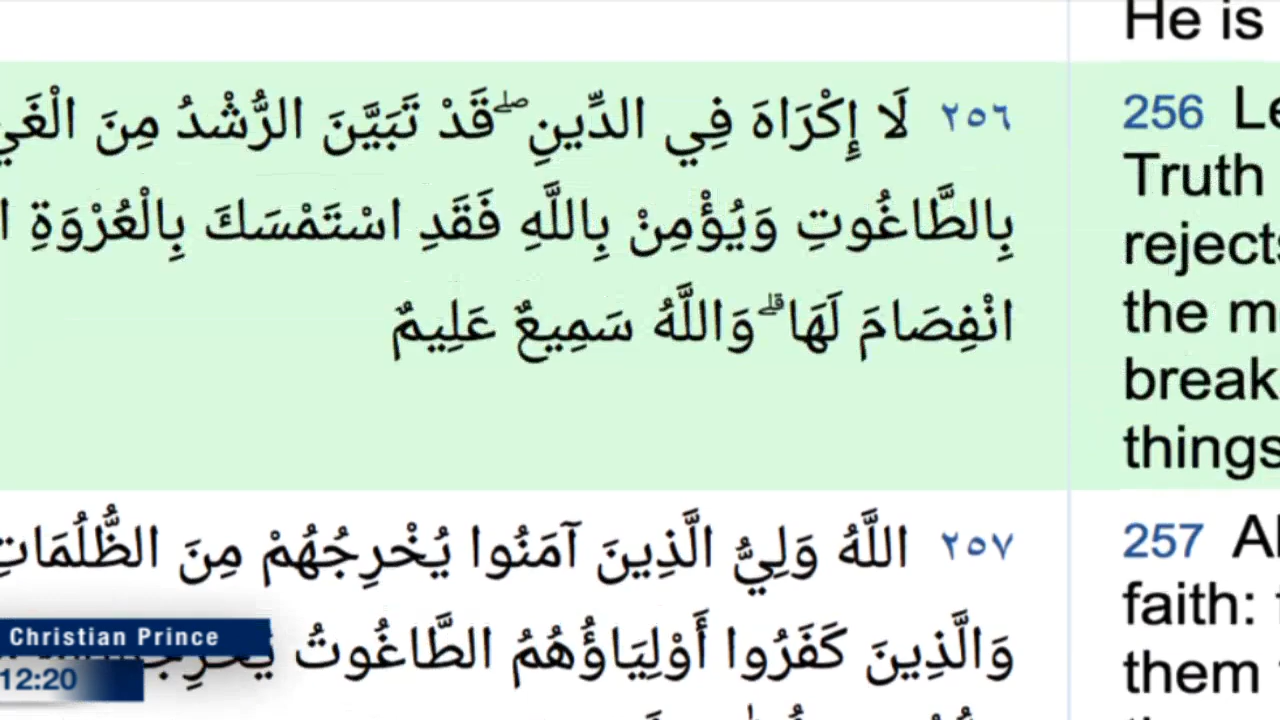 He is
٢٥٦ لَا إِكْرَاهَ فِي الدِّينِ ۖ قَدْ تَبَيَّنَ الرُّشْدُ مِنَ الْغَيِ
بِالطَّاغُوتِ وَيُؤْمِنْ بِاللَّهِ فَقَدِ اسْتَمْسَكَ بِالْعُرْوَةِ
انْفِصَامَ لَهَا ۗ وَاللَّهُ سَمِيعٌ عَلِيمٌ
256 Le
Truth
rejects
the m
break
things
٢٥٧ اللَّهُ وَلِيُّ الَّذِينَ آمَنُوا يُخْرِجُهُمْ مِنَ الظُّلُمَاتِ
وَالَّذِينَ كَفَرُوا أَوْلِيَاؤُهُمُ الطَّاغُوتُ
257 Al
faith:
them
Christian Prince
12:20